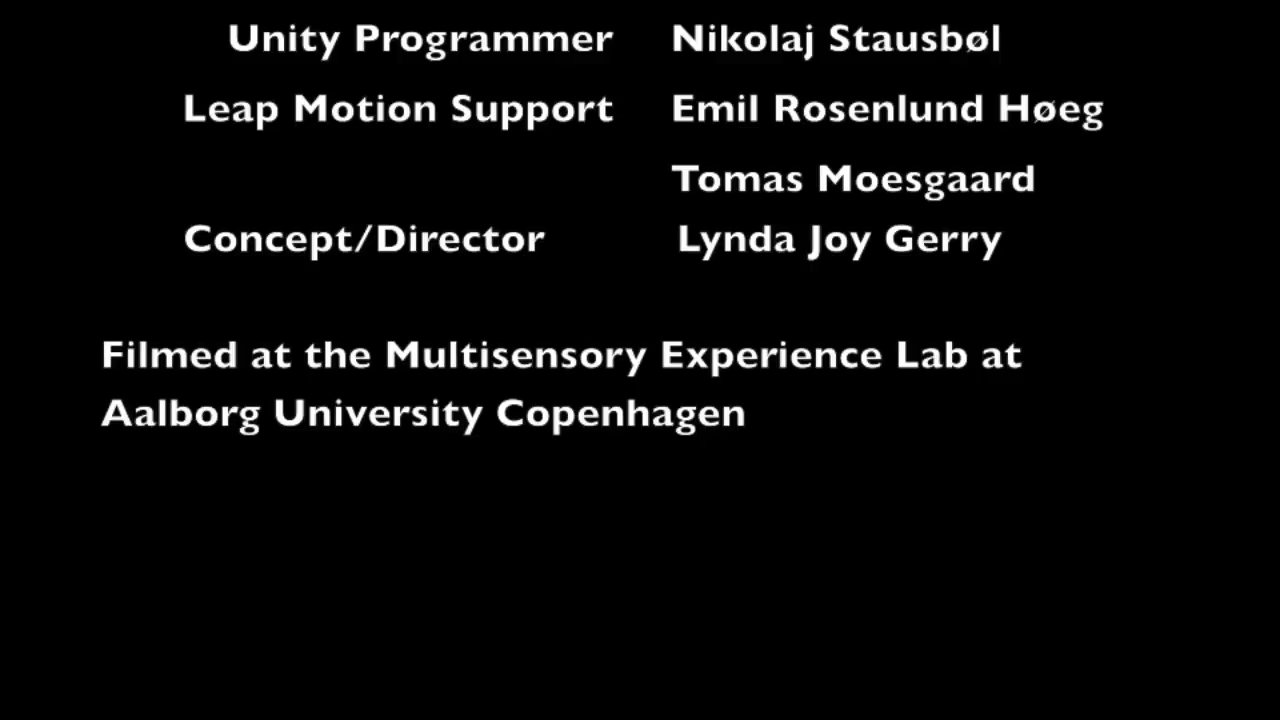 Unity Programmer Nikolaj Stausbøl
Leap Motion Support Emil Rosenlund Høeg
Tomas Moesgaard
Concept/Director Lynda Joy Gerry
Filmed at the Multisensory Experience Lab at
Aalborg University Copenhagen